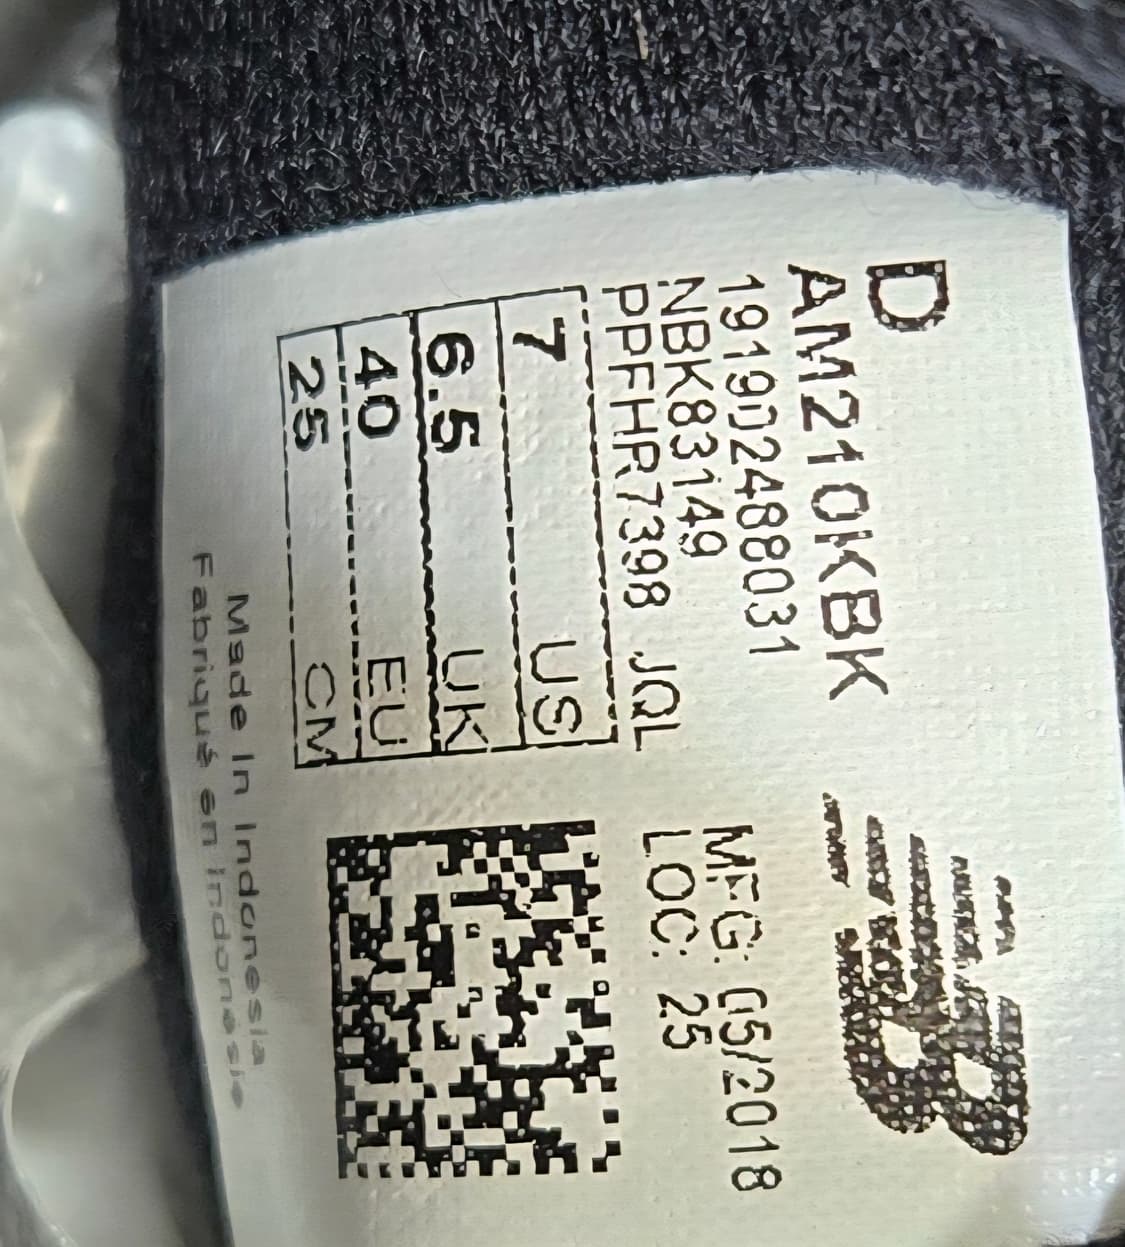 D
AM210KBK
191902488031
NBK83149
PPFHR7398 JQL
MFG: 05/2018
LOC: 25
7 US
6.5 UK
40 EU
25 CM
Made In Indonesia
Fabriqué en Indonesie